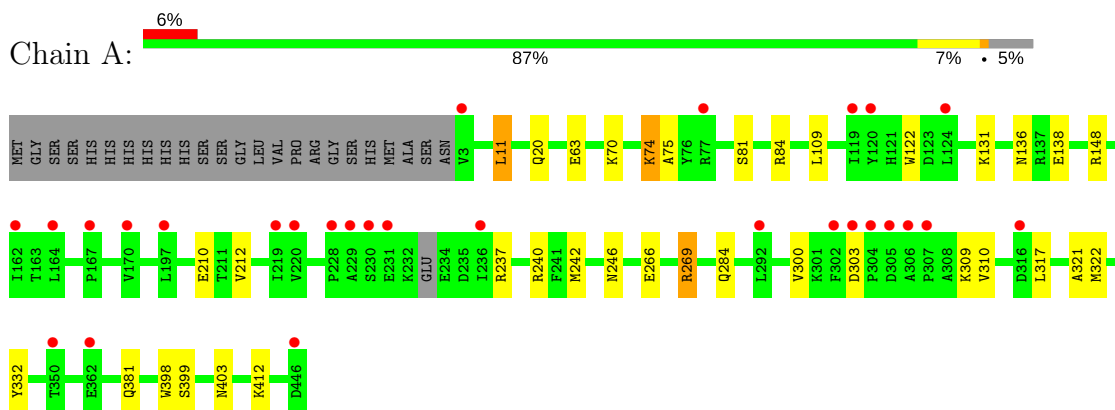 6%
Chain A:
87% 7% • 5%
MET GLY SER SER HIS HIS HIS HIS HIS HIS SER SER GLY LEU VAL PRO ARG GLY SER HIS MET ALA SER ASN V3 L11 Q20 E63 K70 K74 A75 Y76 R77 S81 R84 L109 I119 Y120 H121 W122 D123 L124 K131 N136 R137 E138 R148
I162 T163 L164 P167 V170 L197 E210 T211 V212 I219 V220 P228 A229 S230 E231 K232 GLU E234 D235 I236 R237 R240 F241 M242 N246 E266 R269 Q284 L292 V300 K301 F302 D303 P304 D305 A306 P307 A308 K309 V310 D316 L317 A321 M322
Y332 T350 E362 Q381 W398 S399 N403 K412 D446